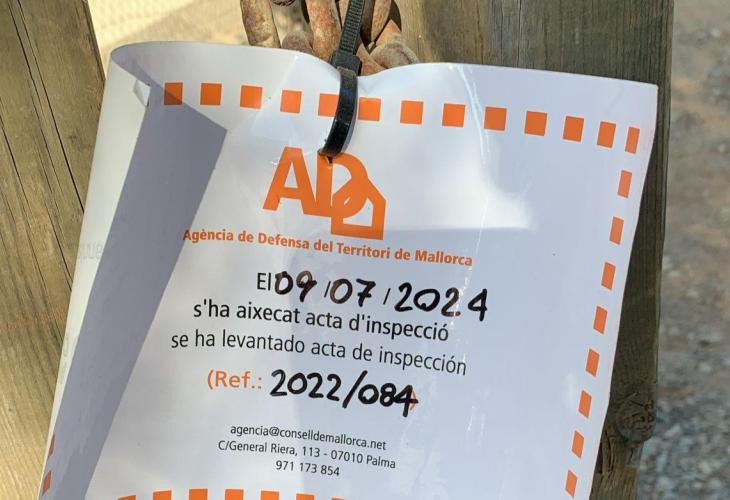 ADT
Agència de Defensa del Territori de Mallorca
El 09/07/2024
s'ha aixecat acta d'inspecció
se ha levantado acta de inspección
(Ref.: 2022/084)
agencia@conselldemallorca.net
C/General Riera, 113 - 07010 Palma
971 173 854